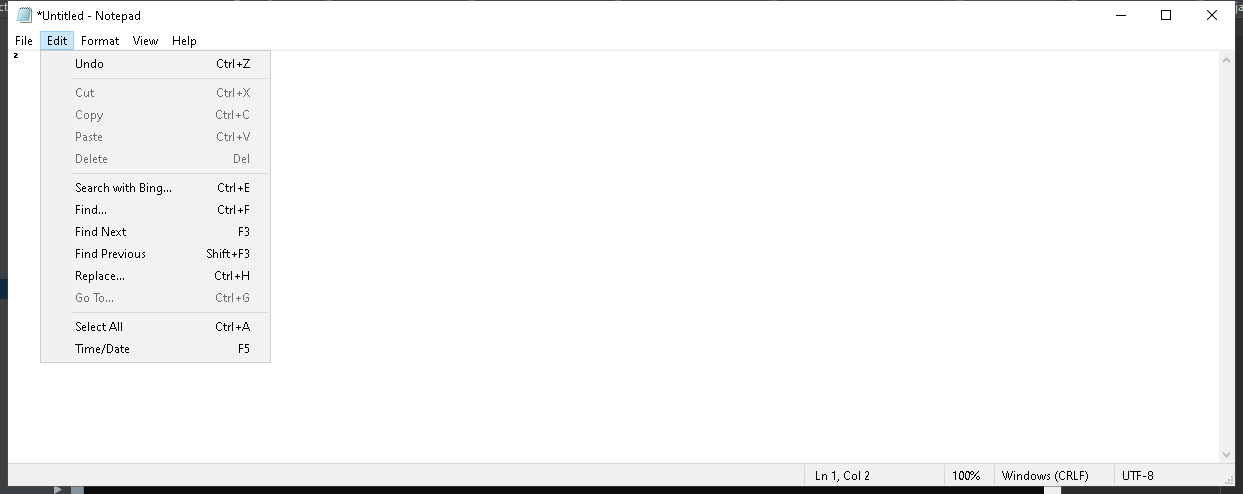 *Untitled - Notepad
File Edit Format View Help
²
Undo Ctrl+Z
Cut Ctrl+X
Copy Ctrl+C
Paste Ctrl+V
Delete Del
Search with Bing... Ctrl+E
Find... Ctrl+F
Find Next F3
Find Previous Shift+F3
Replace... Ctrl+H
Go To... Ctrl+G
Select All Ctrl+A
Time/Date F5
Ln 1, Col 2 100% Windows (CRLF) UTF-8